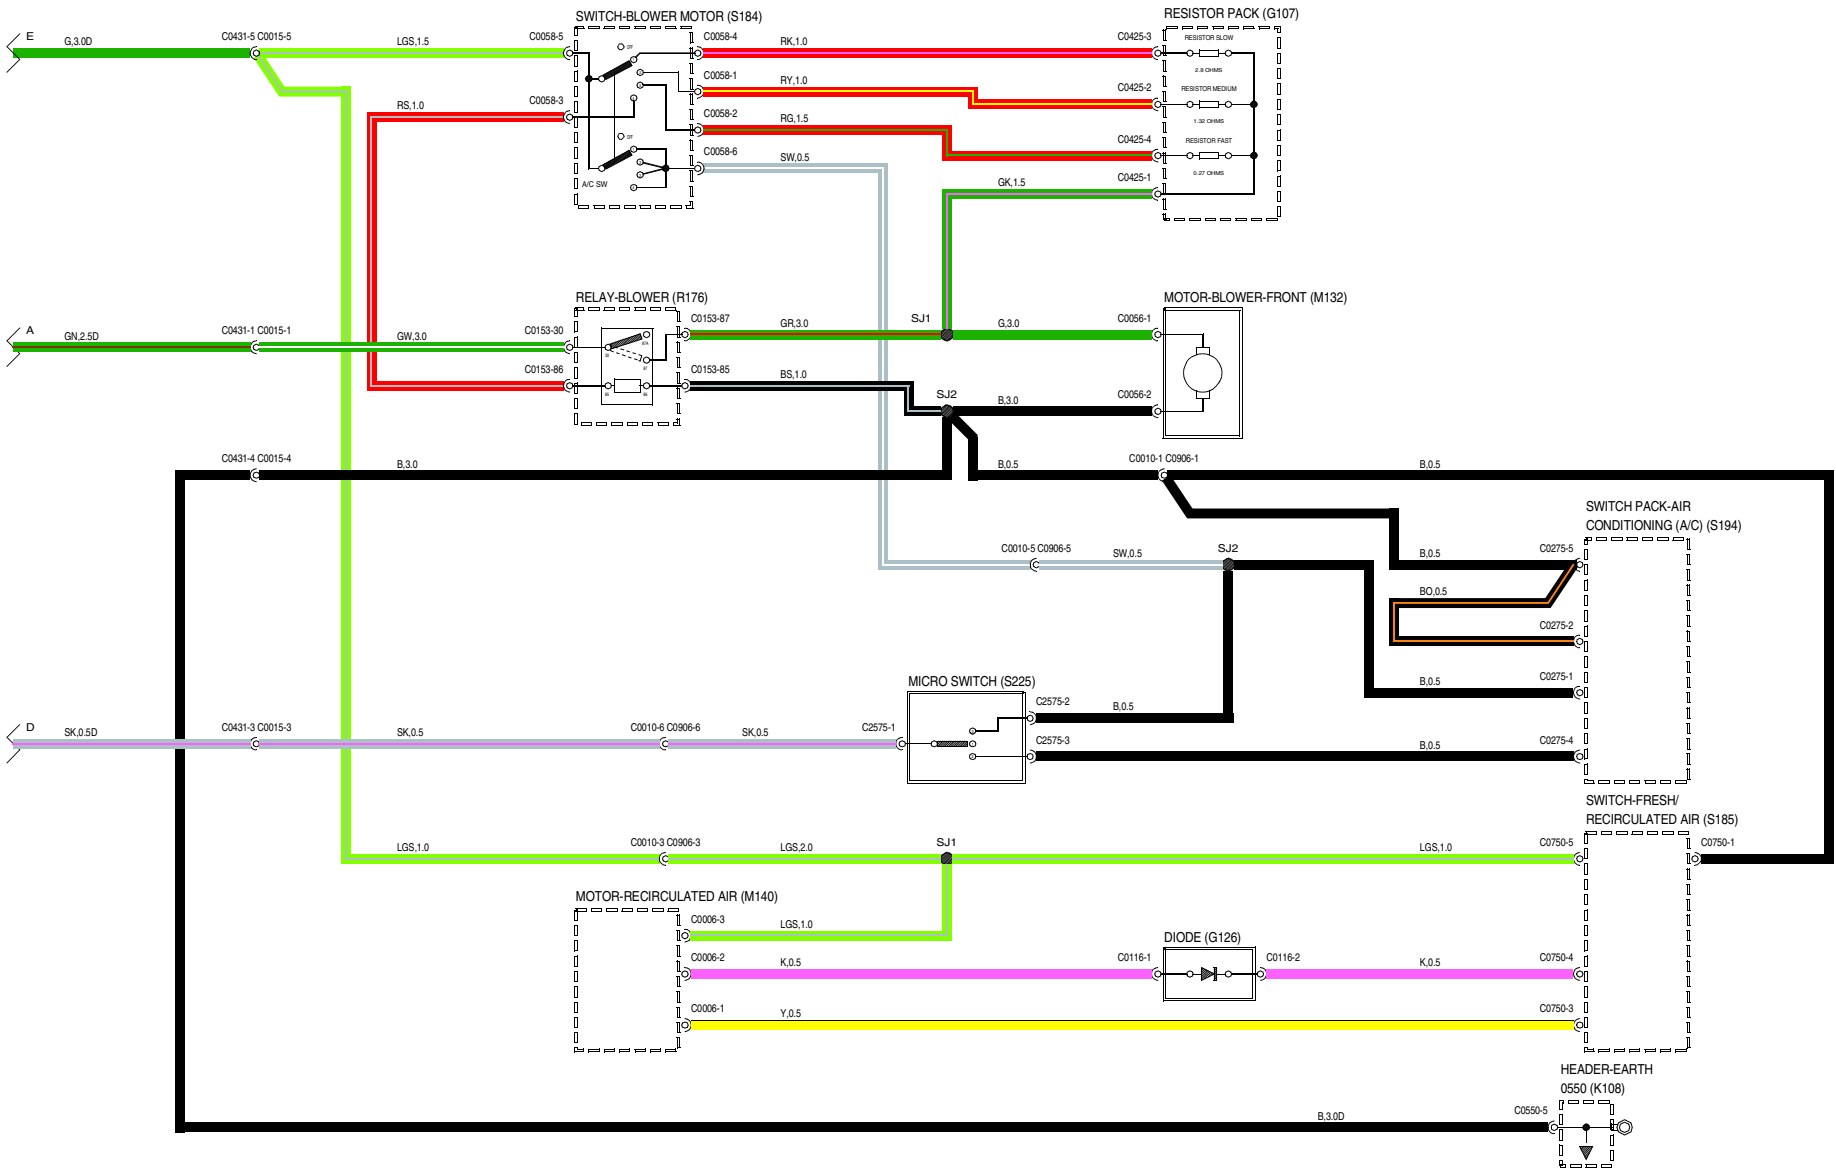 SWITCH-BLOWER MOTOR (S184)
RESISTOR PACK (G107)
E
G,3.0D
C0431-5 C0015-5
LGS,1.5
C0058-5
C0058-4
RK,1.0
C0425-3
RESISTOR SLOW
2.8 OHMS
OFF
C0058-1
RY,1.0
C0425-2
RESISTOR MEDIUM
1.32 OHMS
RS,1.0
C0058-3
C0058-2
RG,1.5
C0425-4
RESISTOR FAST
0.27 OHMS
OFF
C0058-6
SW,0.5
A/C SW
GK,1.5
C0425-1
RELAY-BLOWER (R176)
MOTOR-BLOWER-FRONT (M132)
A
GN,2.5D
C0431-1 C0015-1
GW,3.0
C0153-30
C0153-87
GR,3.0
SJ1
G,3.0
C0056-1
30
87A
87
C0153-86
C0153-85
BS,1.0
85
86
SJ2
B,3.0
C0056-2
C0431-4 C0015-4
B,3.0
B,0.5
C0010-1 C0906-1
B,0.5
SWITCH PACK-AIR
CONDITIONING (A/C) (S194)
C0010-5 C0906-5
SW,0.5
SJ2
B,0.5
C0275-5
BO,0.5
C0275-2
B,0.5
C0275-1
MICRO SWITCH (S225)
C2575-2
B,0.5
D
SK,0.5D
C0431-3 C0015-3
SK,0.5
C0010-6 C0906-6
SK,0.5
C2575-1
C2575-3
B,0.5
C0275-4
SWITCH-FRESH/
RECIRCULATED AIR (S185)
LGS,1.0
C0010-3 C0906-3
LGS,2.0
SJ1
LGS,1.0
C0750-5
C0750-1
MOTOR-RECIRCULATED AIR (M140)
C0006-3
LGS,1.0
C0006-2
K,0.5
C0116-1
DIODE (G126)
C0116-2
K,0.5
C0750-4
C0006-1
Y,0.5
C0750-3
HEADER-EARTH
0550 (K108)
B,3.0D
C0550-5